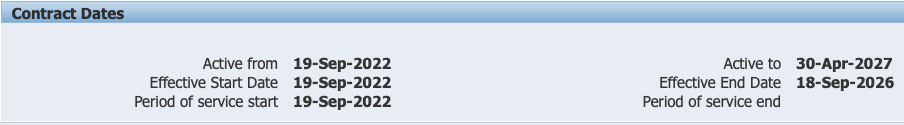 Contract Dates
Active from 19-Sep-2022 Active to 30-Apr-2027
Effective Start Date 19-Sep-2022 Effective End Date 18-Sep-2026
Period of service start 19-Sep-2022 Period of service end